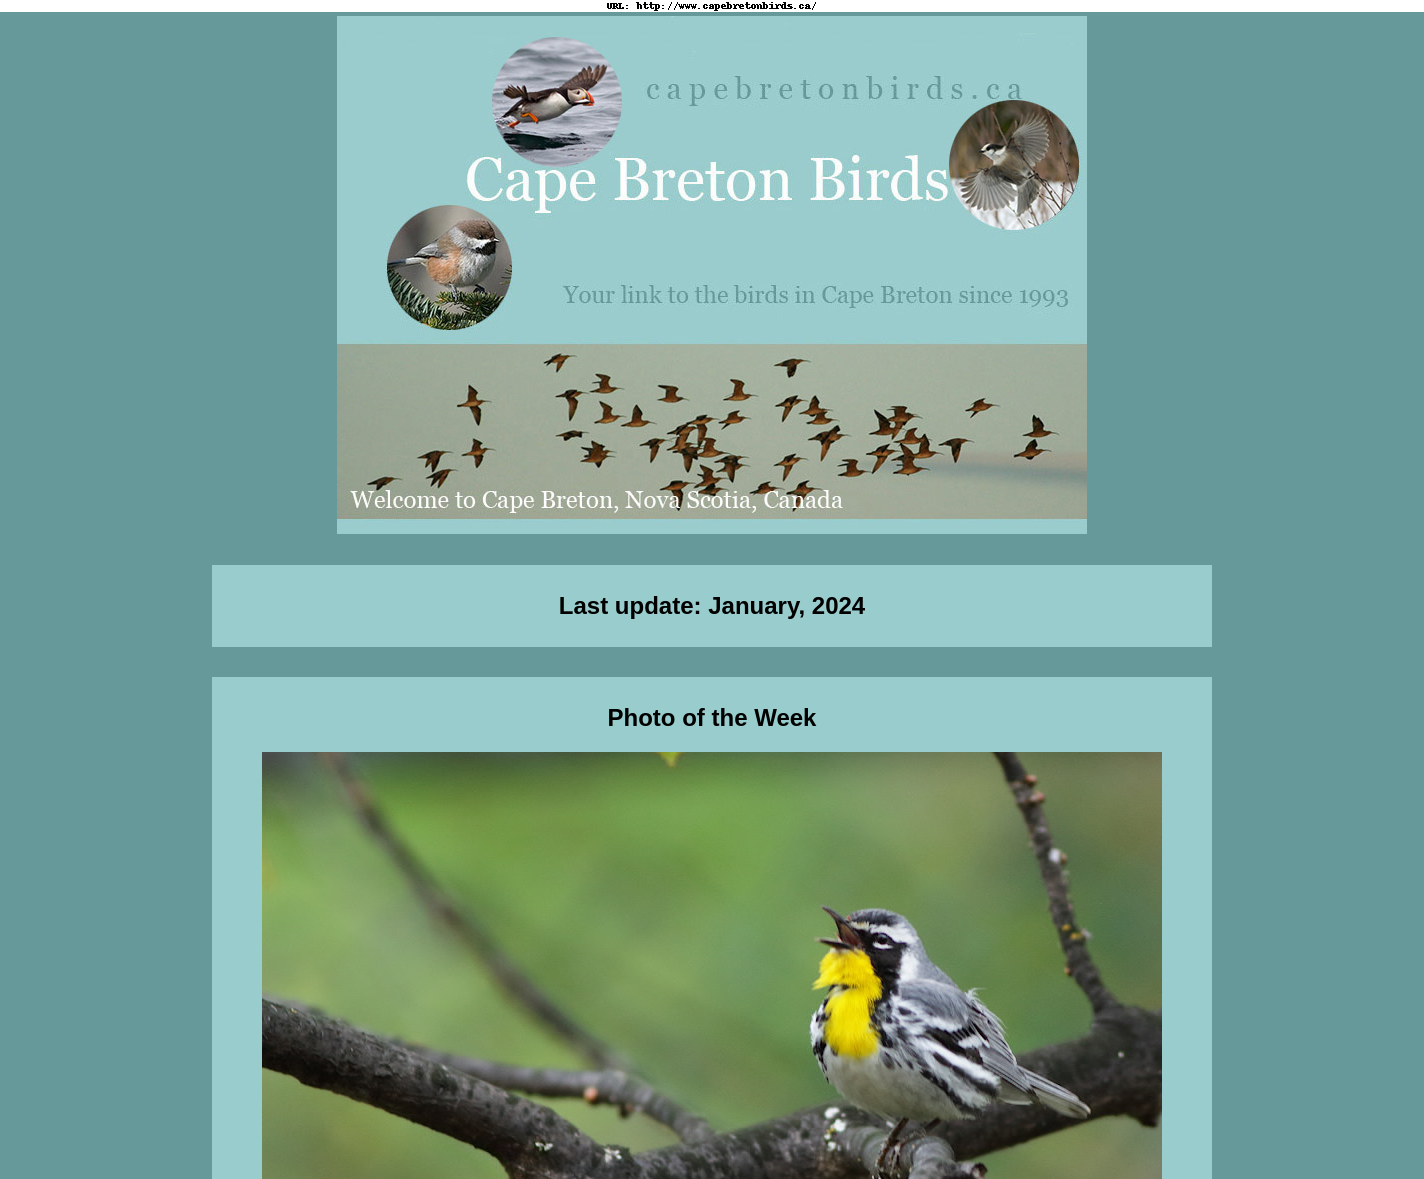 URL: http://www.capebretonbirds.ca/
capebretonbirds.ca
Cape Breton Birds
Your link to the birds in Cape Breton since 1993
Welcome to Cape Breton, Nova Scotia, Canada
Last update: January, 2024
Photo of the Week